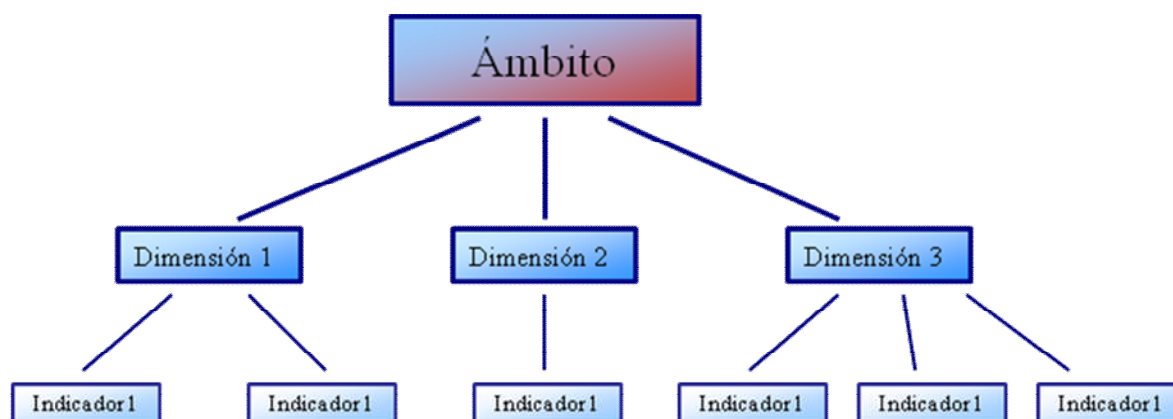 Ámbito
Dimensión 1
Dimensión 2
Dimensión 3
Indicador1
Indicador1
Indicador1
Indicador1
Indicador1
Indicador1